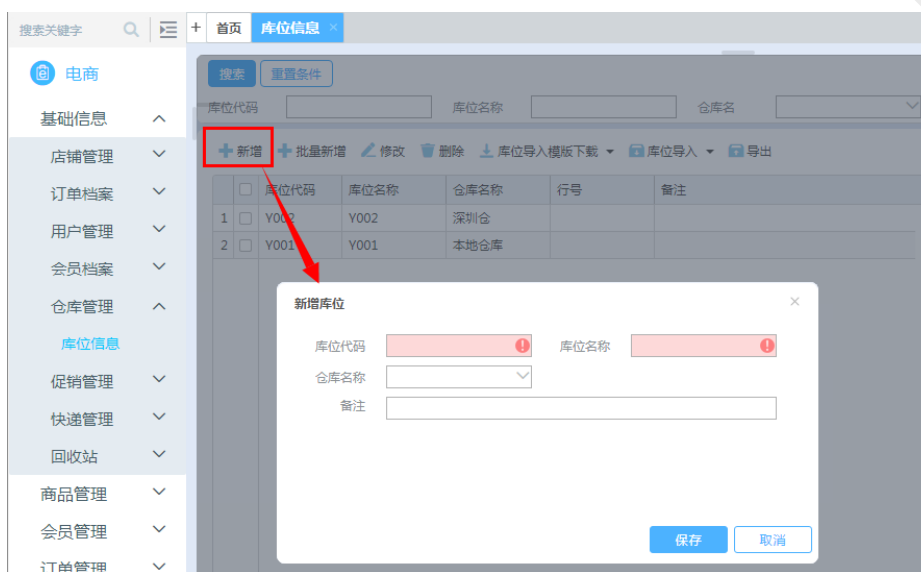 搜索关键字
+ 首页 库位信息 ×
电商
基础信息
店铺管理
订单档案
用户管理
会员档案
仓库管理
库位信息
促销管理
快递管理
回收站
商品管理
会员管理
订单管理
搜索 重置条件
库位代码 库位名称 仓库名
新增 批量新增 修改 删除 库位导入模版下载 库位导入 导出
库位代码 库位名称 仓库名称 行号 备注
1 Y002 Y002 深圳仓
2 Y001 Y001 本地仓库
新增库位 ×
库位代码 库位名称
仓库名称
备注
保存 取消